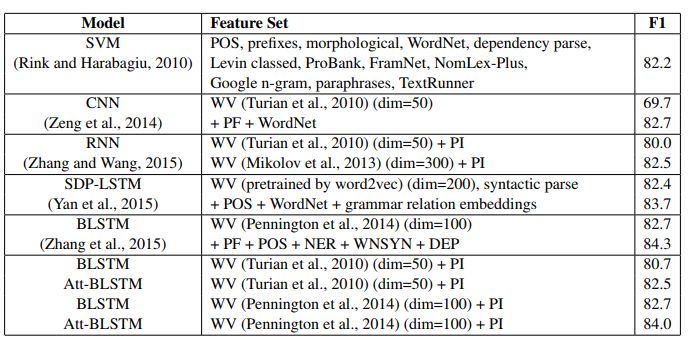 Model Feature Set F1
SVM POS, prefixes, morphological, WordNet, dependency parse,
(Rink and Harabagiu, 2010) Levin classed, ProBank, FramNet, NomLex-Plus, 82.2
Google n-gram, paraphrases, TextRunner
CNN WV (Turian et al., 2010) (dim=50) 69.7
(Zeng et al., 2014) + PF + WordNet 82.7
RNN WV (Turian et al., 2010) (dim=50) + PI 80.0
(Zhang and Wang, 2015) WV (Mikolov et al., 2013) (dim=300) + PI 82.5
SDP-LSTM WV (pretrained by word2vec) (dim=200), syntactic parse 82.4
(Yan et al., 2015) + POS + WordNet + grammar relation embeddings 83.7
BLSTM WV (Pennington et al., 2014) (dim=100) 82.7
(Zhang et al., 2015) + PF + POS + NER + WNSYN + DEP 84.3
BLSTM WV (Turian et al., 2010) (dim=50) + PI 80.7
Att-BLSTM WV (Turian et al., 2010) (dim=50) + PI 82.5
BLSTM WV (Pennington et al., 2014) (dim=100) + PI 82.7
Att-BLSTM WV (Pennington et al., 2014) (dim=100) + PI 84.0